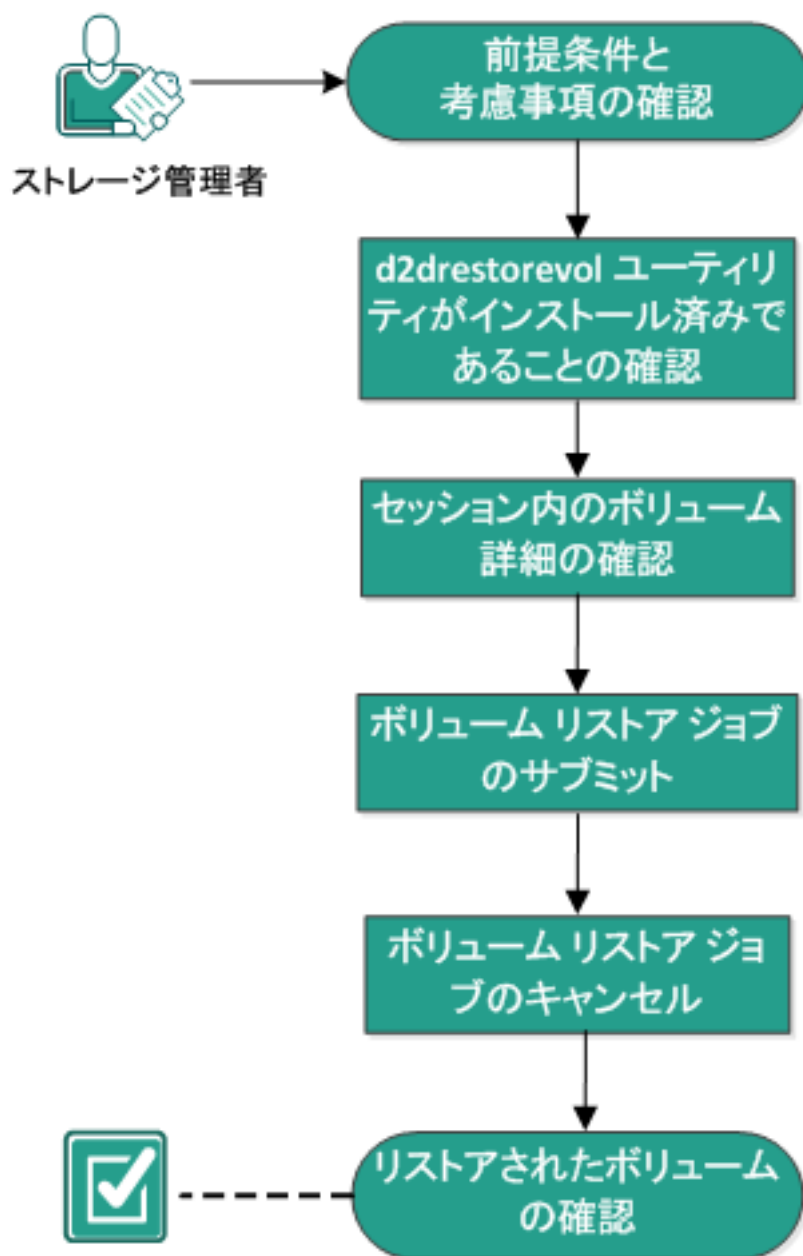 前提条件と
考慮事項の確認
ストレージ管理者
d2drestorevol ユーティリ
ティがインストール済みで
あることの確認
セッション内のボリューム
詳細の確認
ボリューム リストア ジョブ
のサブミット
ボリューム リストア ジョ
ブのキャンセル
リストアされたボリューム
の確認